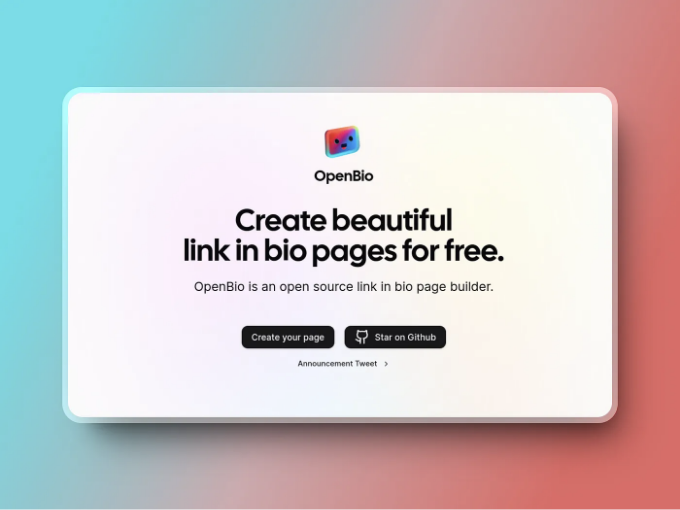 OpenBio
Create beautiful
link in bio pages for free.
OpenBio is an open source link in bio page builder.
Create your page
Star on Github
Announcement Tweet